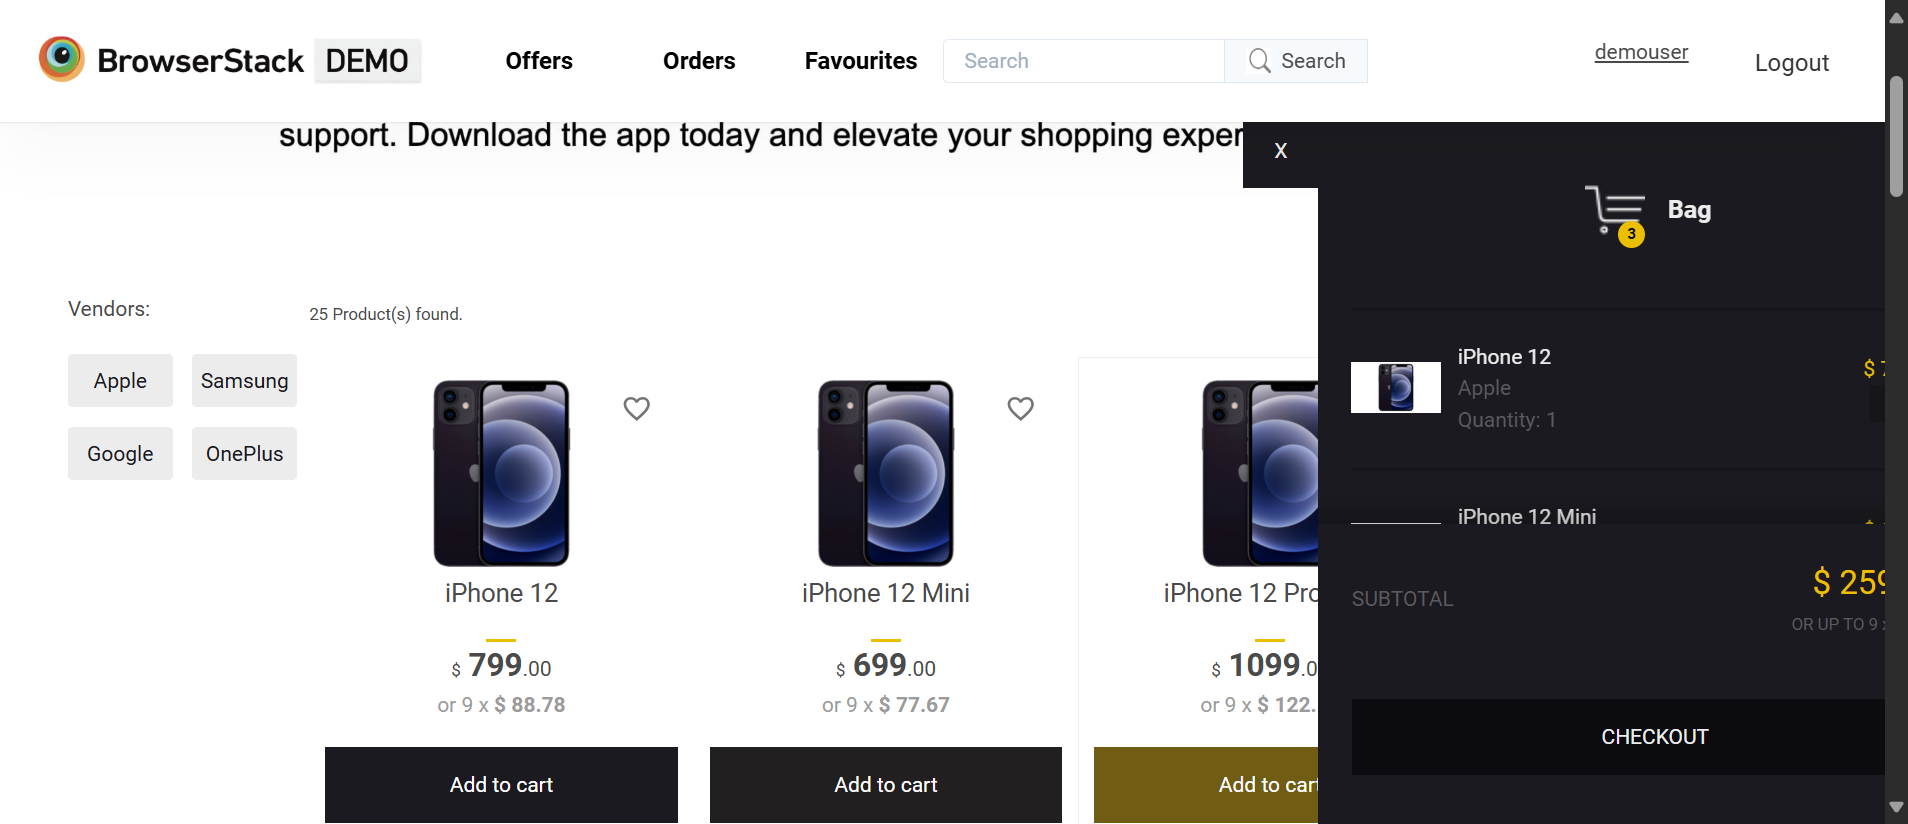 BrowserStack DEMO
Offers
Orders
Favourites
Search
Search
demouser
Logout
support. Download the app today and elevate your shopping exper
X
Bag
3
Vendors:
25 Product(s) found.
Apple
Samsung
Google
OnePlus
iPhone 12
$ 799.00
or 9 x $ 88.78
Add to cart
iPhone 12 Mini
$ 699.00
or 9 x $ 77.67
Add to cart
iPhone 12 Pro
$ 1099.0
or 9 x $ 122.
Add to cart
iPhone 12
Apple
Quantity: 1
$ 7
iPhone 12 Mini
$
SUBTOTAL
$ 259
OR UP TO 9 x
CHECKOUT